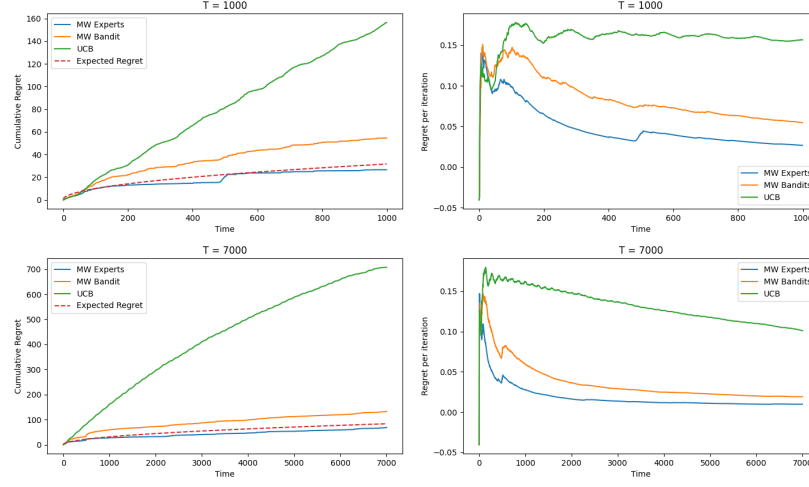 T = 1000
160
140
120
100
80
60
40
20
0
Cumulative Regret
MW Experts
MW Bandit
UCB
Expected Regret
0 200 400 600 800 1000
Time
T = 1000
0.15
0.10
0.05
0.00
−0.05
Regret per iteration
MW Experts
MW Bandits
UCB
0 200 400 600 800 1000
Time
T = 7000
700
600
500
400
300
200
100
0
Cumulative Regret
MW Experts
MW Bandit
UCB
Expected Regret
0 1000 2000 3000 4000 5000 6000 7000
Time
T = 7000
0.15
0.10
0.05
0.00
−0.05
Regret per iteration
MW Experts
MW Bandits
UCB
0 1000 2000 3000 4000 5000 6000 7000
Time